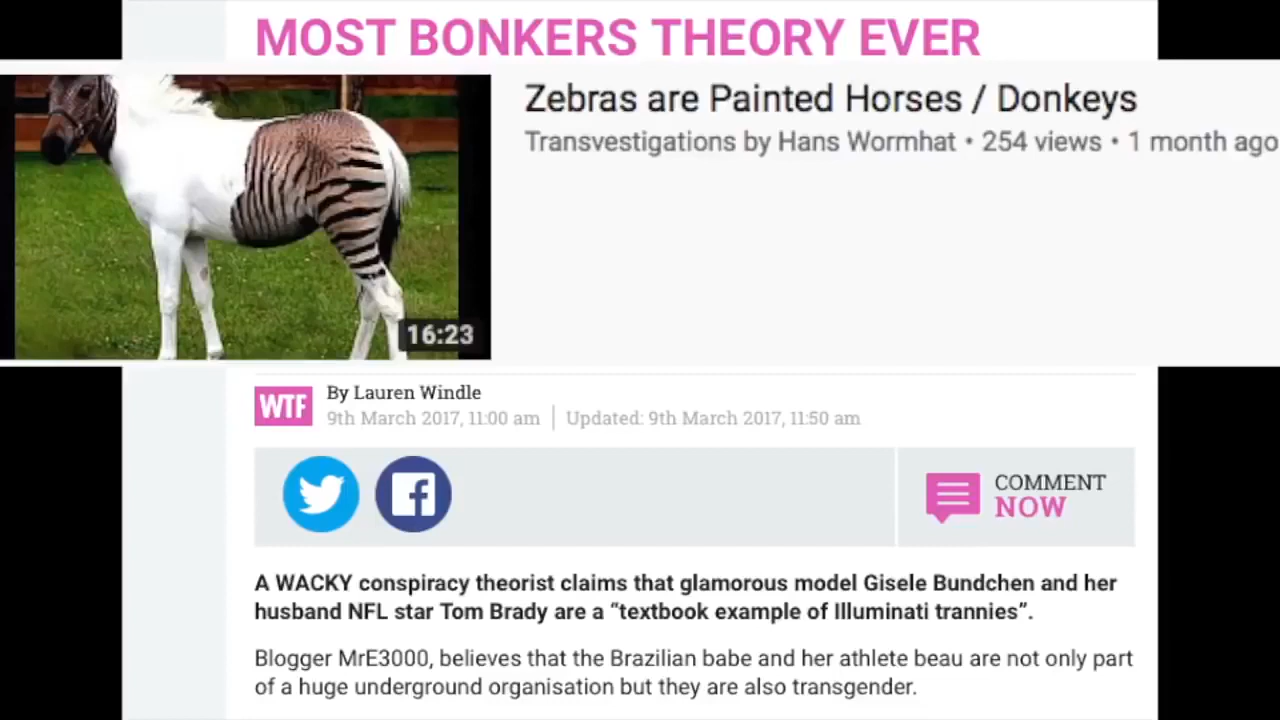 MOST BONKERS THEORY EVER
Zebras are Painted Horses / Donkeys
Transvestigations by Hans Wormhat • 254 views • 1 month ago
16:23
WTF
By Lauren Windle
9th March 2017, 11:00 am | Updated: 9th March 2017, 11:50 am
COMMENT
NOW
A WACKY conspiracy theorist claims that glamorous model Gisele Bundchen and her
husband NFL star Tom Brady are a “textbook example of Illuminati trannies”.
Blogger MrE3000, believes that the Brazilian babe and her athlete beau are not only part
of a huge underground organisation but they are also transgender.